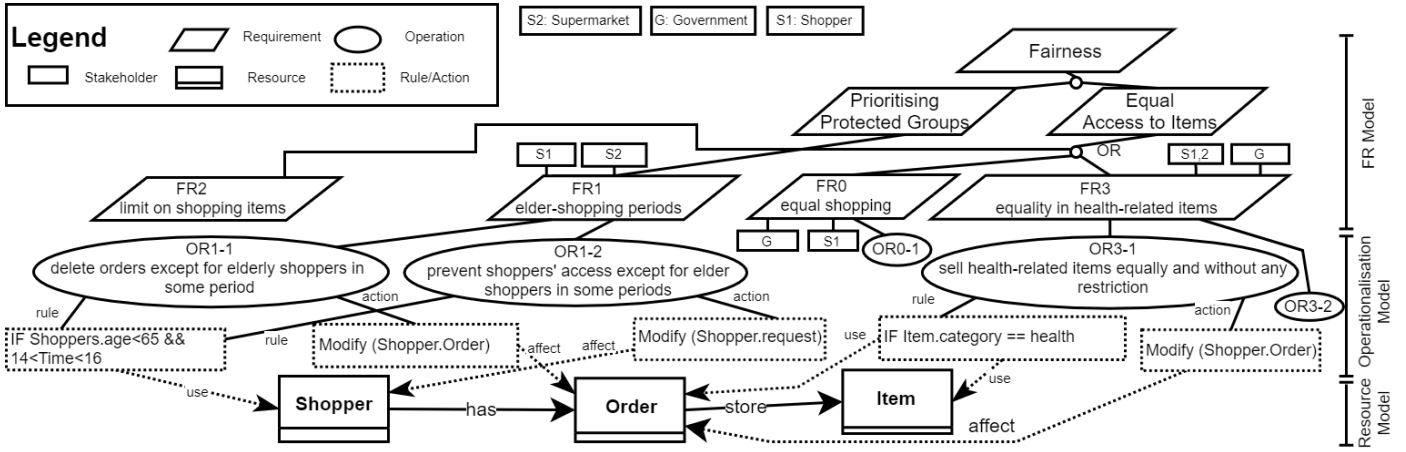 S2: Supermarket
G: Government
S1: Shopper
Legend
Requirement
Operation
Stakeholder
Resource
Rule/Action
Fairness
Prioritising
Protected Groups
Equal
Access to Items
OR
S1
S2
S1,2
G
FR2
limit on shopping items
FR1
elder-shopping periods
FR0
equal shopping
FR3
equality in health-related items
FR Model
G
S1
OR0-1
OR1-1
delete orders except for elderly shoppers in
some period
OR1-2
prevent shoppers' access except for elder
shoppers in some periods
OR3-1
sell health-related items equally and without any
restriction
OR3-2
Operationalisation
Model
rule
action
rule
action
rule
action
IF Shoppers.age<65 &&
14<Time<16
Modify (Shopper.Order)
Modify (Shopper.request)
IF Item.category == health
Modify (Shopper.Order)
use
affect
affect
use
use
Shopper
has
Order
store
Item
affect
Resource
Model